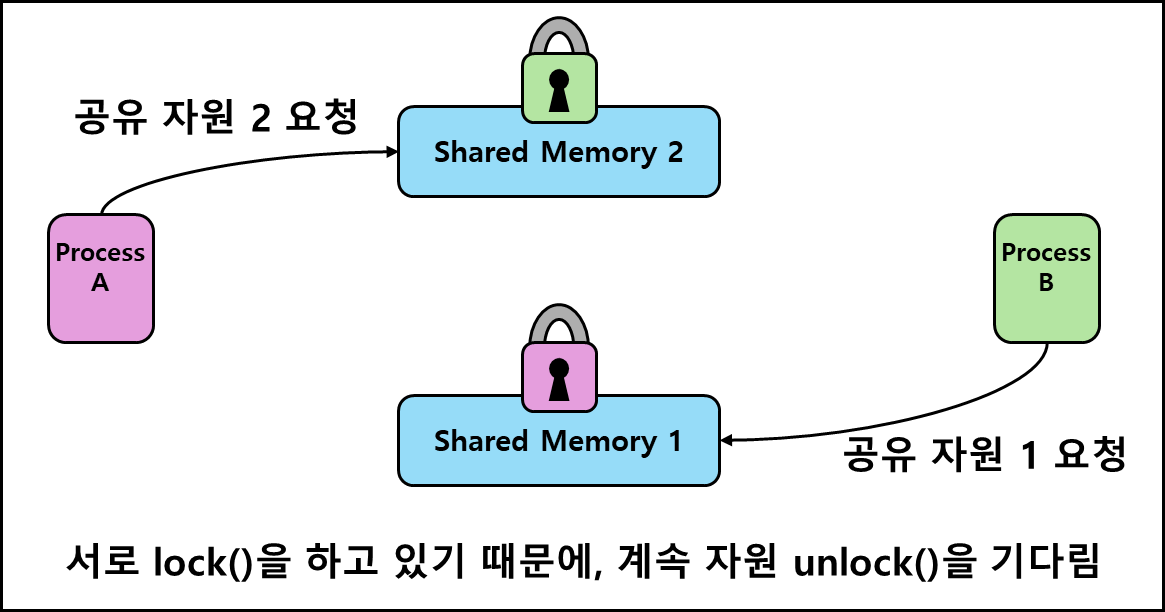 공유 자원 2 요청
Shared Memory 2
Process
A
Process
B
Shared Memory 1
공유 자원 1 요청
서로 lock()을 하고 있기 때문에, 계속 자원 unlock()을 기다림